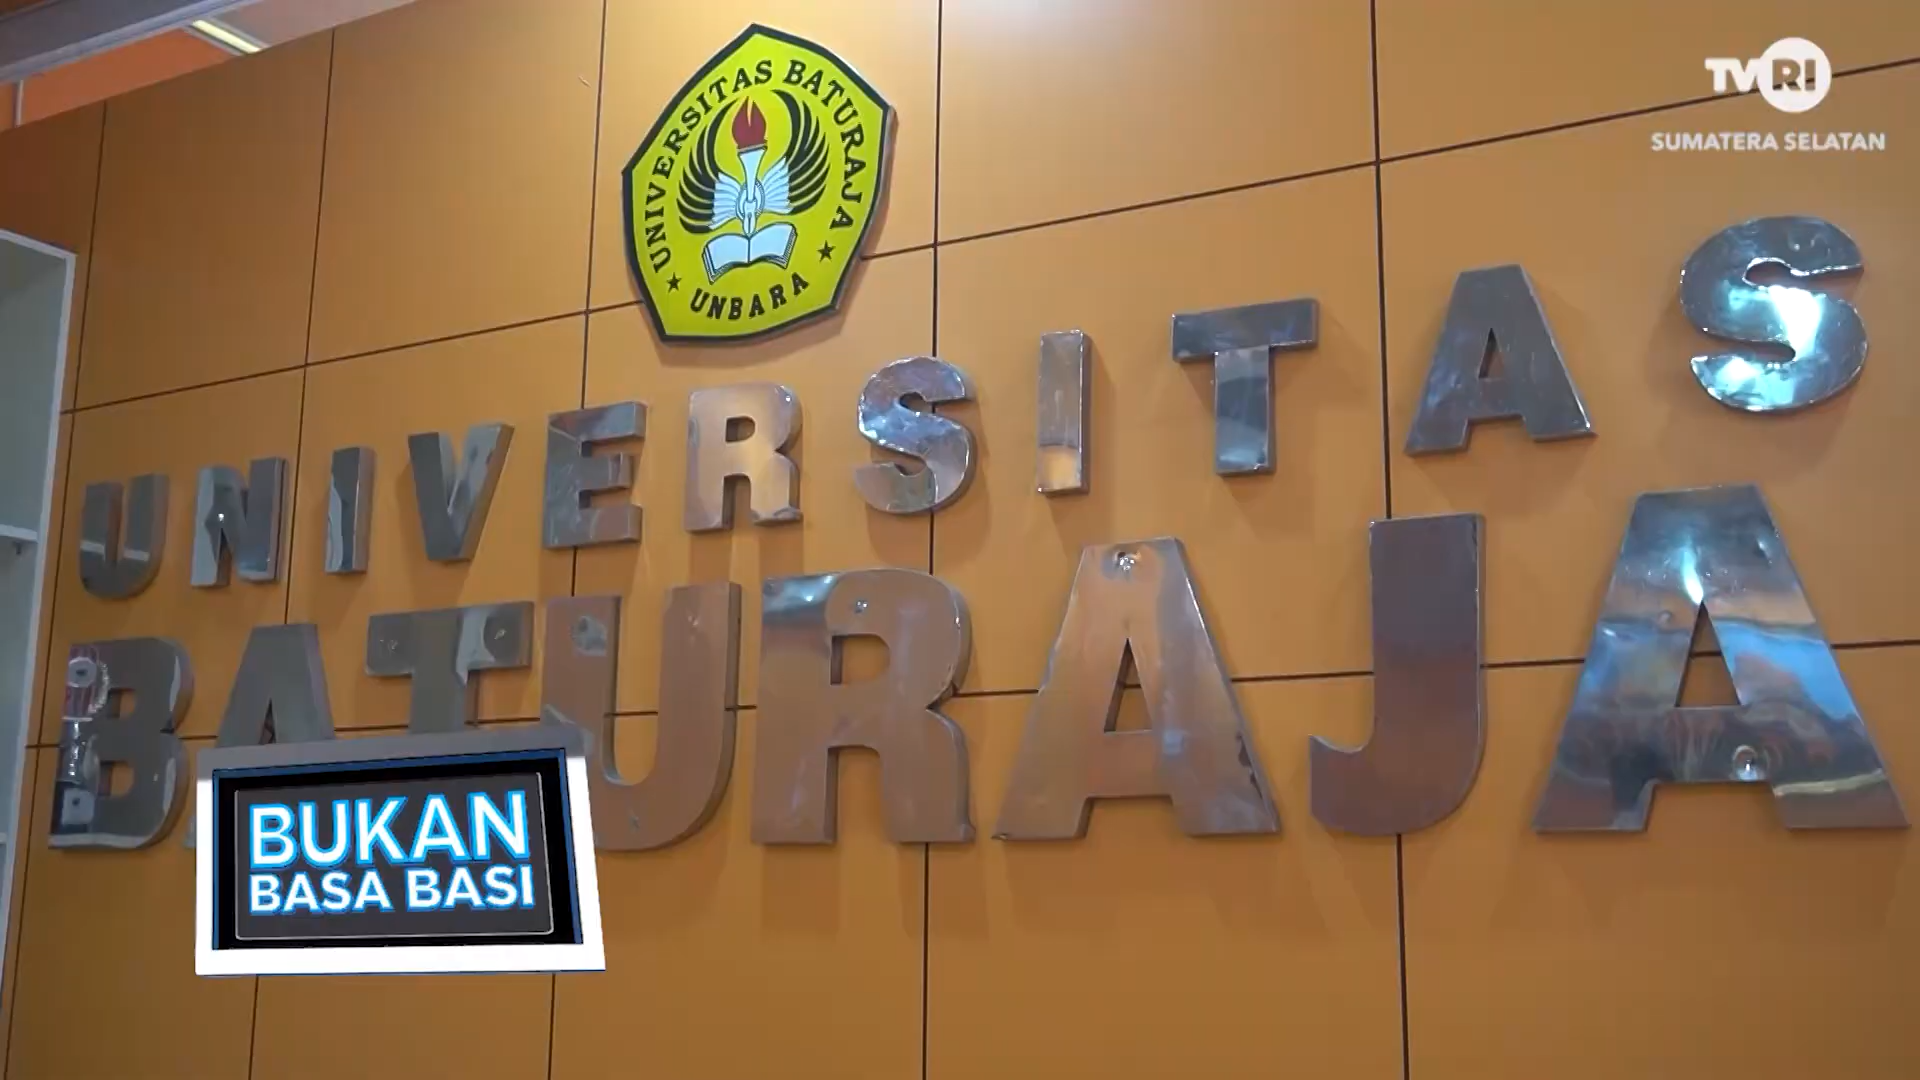 TVRI
SUMATERA SELATAN
UNIVERSITAS BATURAJA
UNBARA
UNIVERSITAS
BATURAJA
BUKAN
BASA BASI